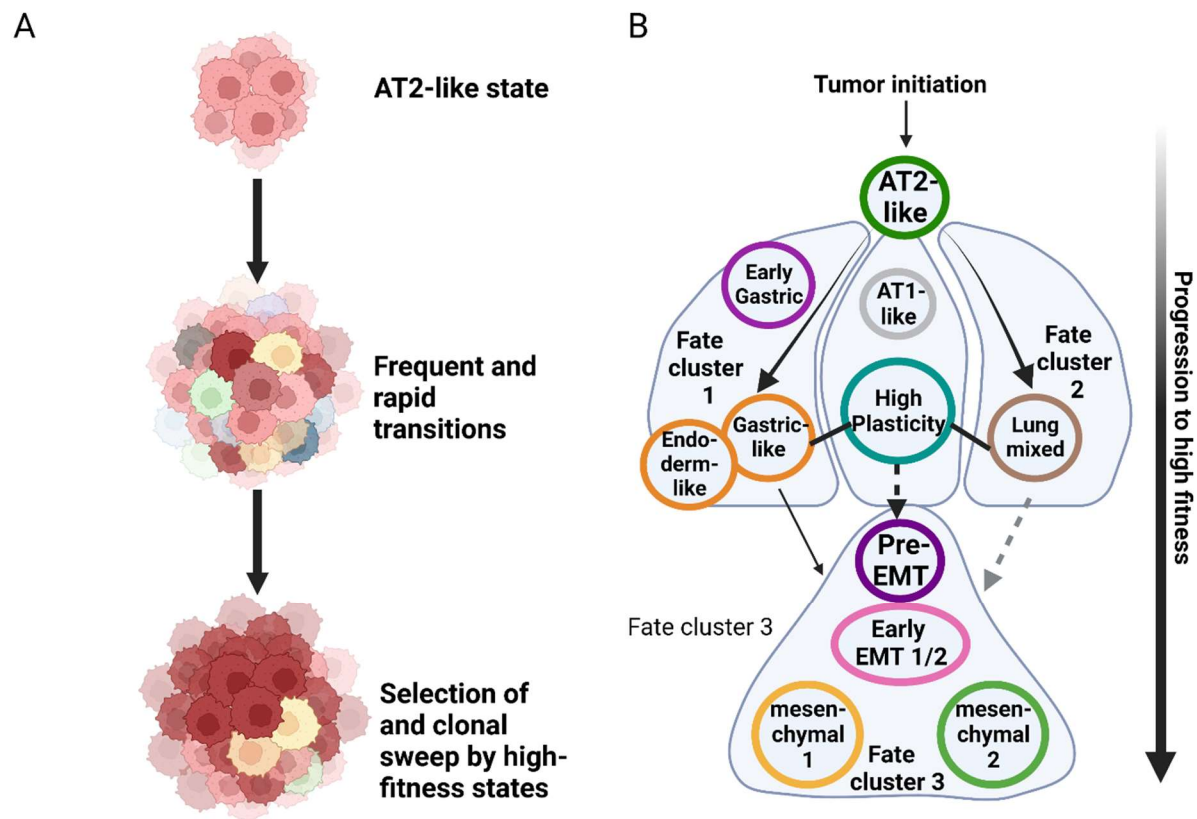 A
AT2-like state
Frequent and
rapid
transitions
Selection of
and clonal
sweep by high-
fitness states
B
Tumor initiation
AT2-
like
Early
Gastric
AT1-
like
Fate
cluster
1
Fate
cluster
2
High
Plasticity
Gastric-
like
Endo-
derm-
like
Lung
mixed
Pre-
EMT
Fate cluster 3
Early
EMT 1/2
mesen-
chymal
1
mesen-
chymal
2
Fate
cluster 3
Progression to high fitness